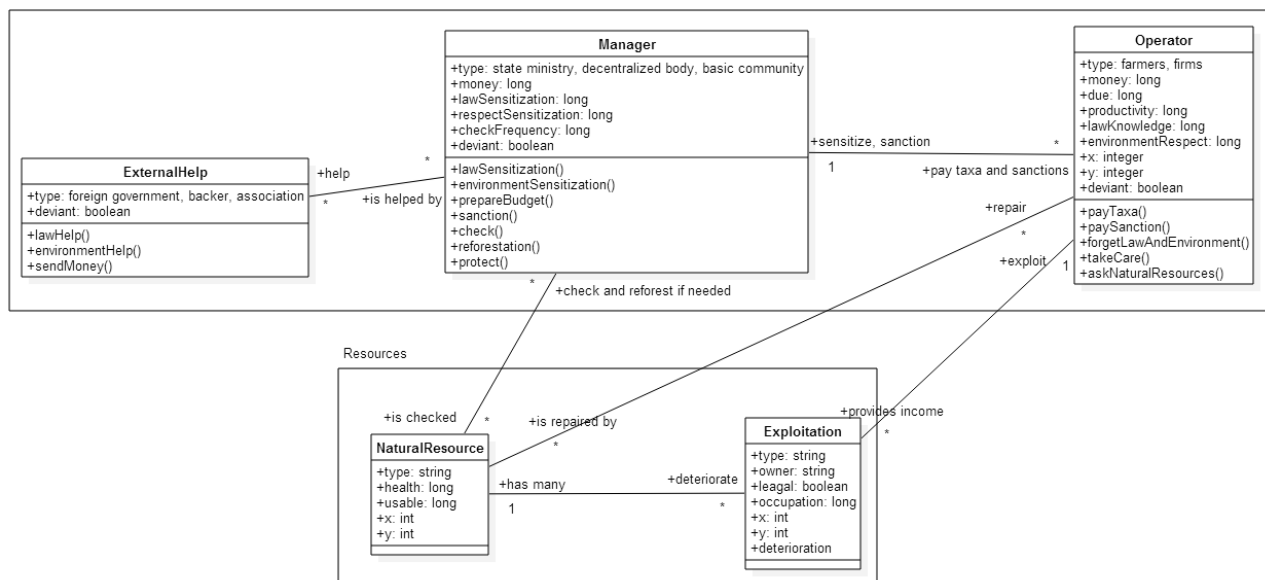 Manager
+type: state ministry, decentralized body, basic community
+money: long
+lawSensitization: long
+respectSensitization: long
+checkFrequency: long
+deviant: boolean
+lawSensitization()
+environmentSensitization()
+prepareBudget()
+sanction()
+check()
+reforestation()
+protect()
Operator
+type: farmers, firms
+money: long
+due: long
+productivity: long
+lawKnowledge: long
+environmentRespect: long
+x: integer
+y: integer
+deviant: boolean
+payTaxa()
+paySanction()
+forgetLawAndEnvironment()
+takeCare()
+askNaturalResources()
ExternalHelp
+type: foreign government, backer, association
+deviant: boolean
+lawHelp()
+environmentHelp()
+sendMoney()
+help
*
*
+is helped by
+sensitize, sanction
*
1
+pay taxa and sanctions
+repair
*
+exploit
1
*
+check and reforest if needed
Resources
+is checked
*
+is repaired by
*
+provides income
*
NaturalResource
+type: string
+health: long
+usable: long
+x: int
+y: int
+has many
1
+deteriorate
*
Exploitation
+type: string
+owner: string
+leagal: boolean
+occupation: long
+x: int
+y: int
+deterioration